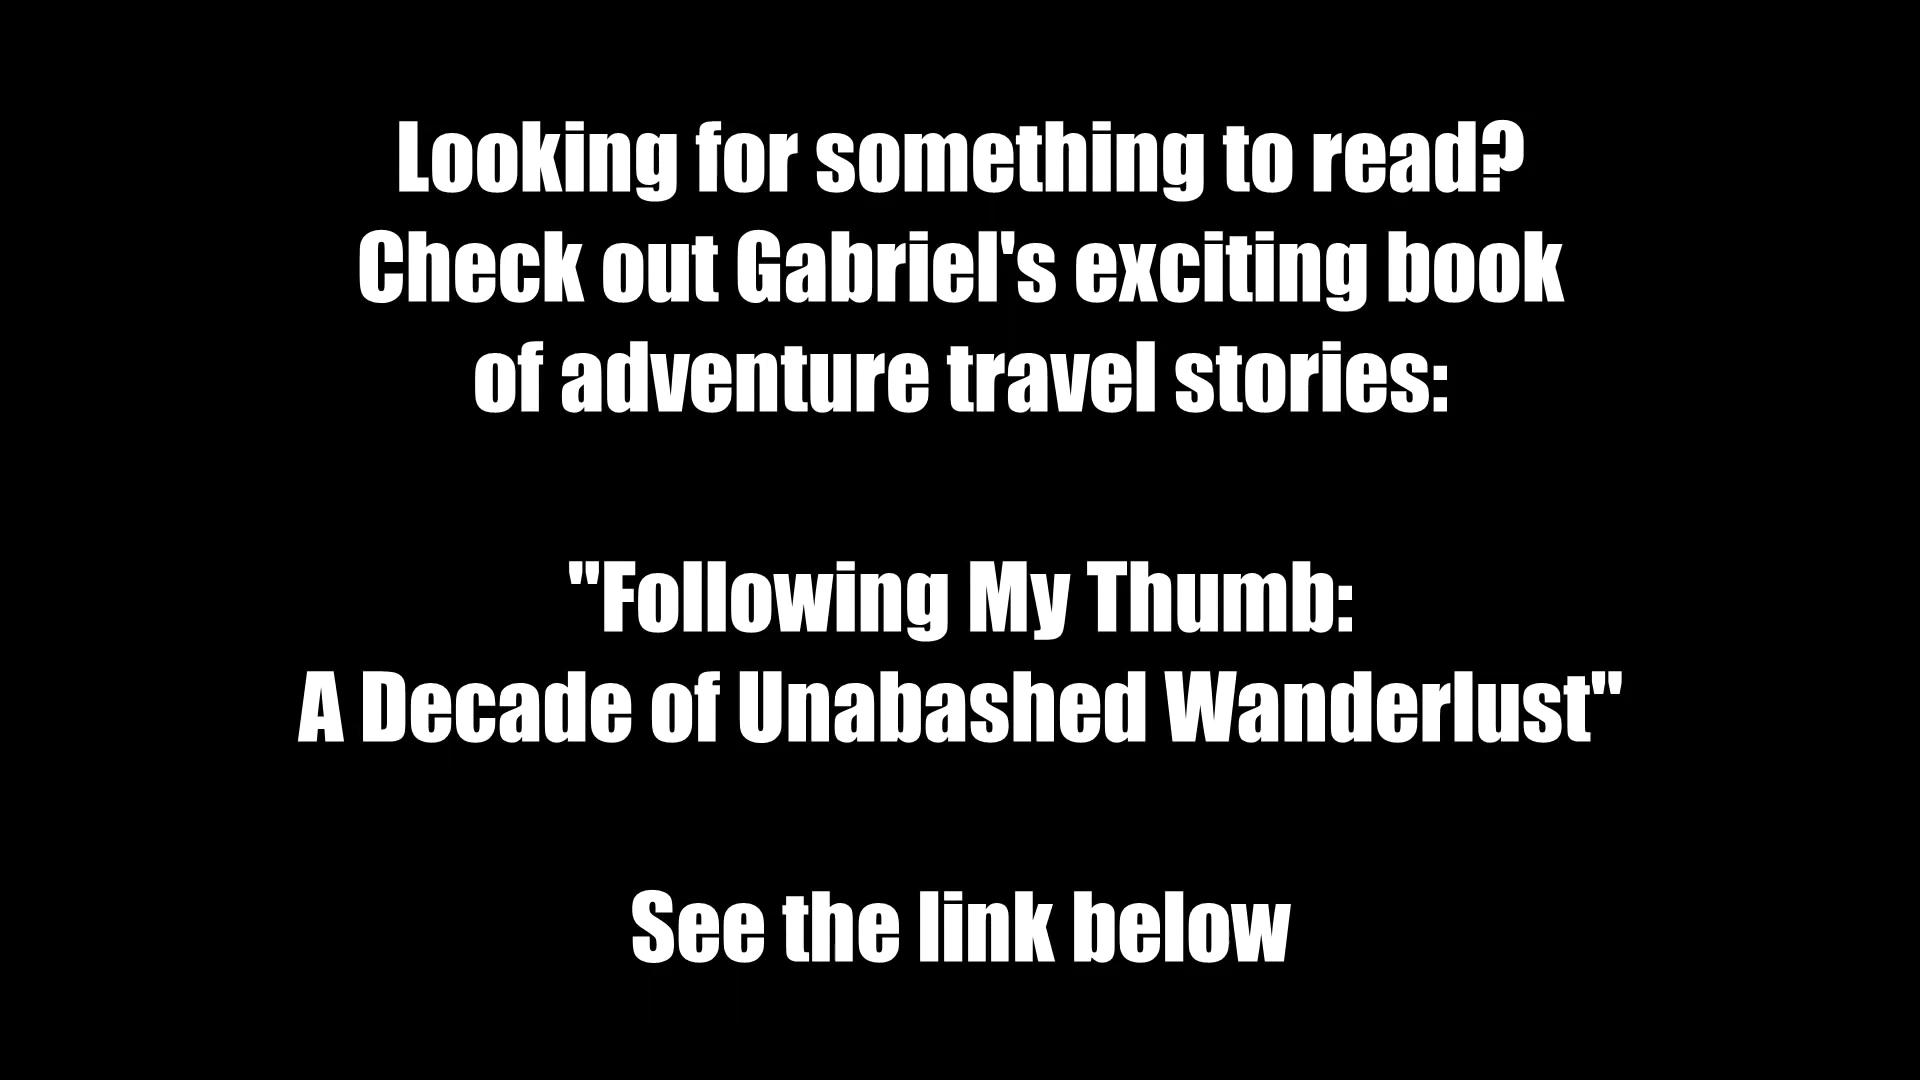 Looking for something to read?
Check out Gabriel's exciting book
of adventure travel stories:
"Following My Thumb:
A Decade of Unabashed Wanderlust"
See the link below